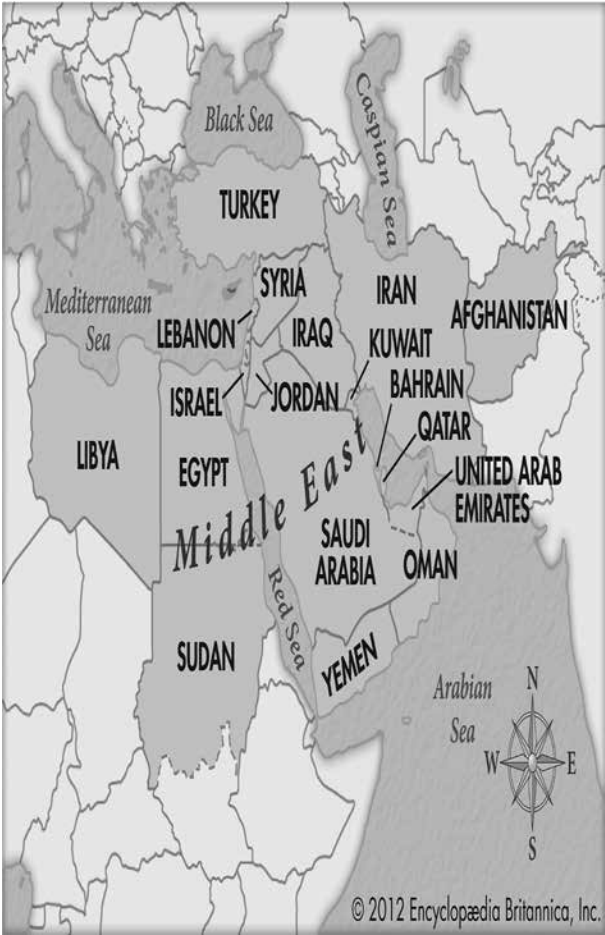 Black Sea
Caspian Sea
TURKEY
Mediterranean
Sea
SYRIA
IRAN
AFGHANISTAN
LEBANON
IRAQ
KUWAIT
BAHRAIN
ISRAEL
JORDAN
QATAR
LIBYA
EGYPT
UNITED ARAB
EMIRATES
Middle East
SAUDI
ARABIA
OMAN
Red Sea
SUDAN
YEMEN
Arabian
Sea
N
W
E
S
© 2012 Encyclopædia Britannica, Inc.